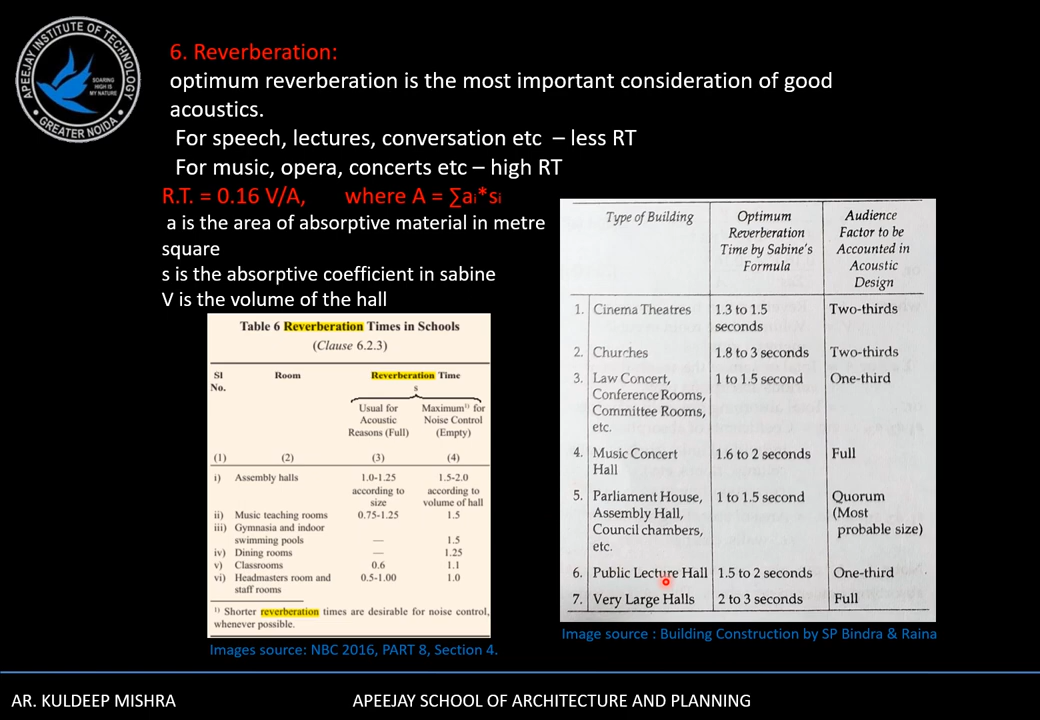 APEEJAY INSTITUTE OF TECHNOLOGY
SOARING
HIGH IS
MY NATURE
• GREATER NOIDA •
6. Reverberation:
optimum reverberation is the most important consideration of good
acoustics.
For speech, lectures, conversation etc – less RT
For music, opera, concerts etc – high RT
R.T. = 0.16 V/A, where A = ∑aᵢ*sᵢ
a is the area of absorptive material in metre
square
s is the absorptive coefficient in sabine
V is the volume of the hall
Table 6 Reverberation Times in Schools
(Clause 6.2.3)
Sl Room Reverberation Time
No. s
Usual for Maximum¹⁾ for
Acoustic Noise Control
Reasons (Full) (Empty)
(1) (2) (3) (4)
i) Assembly halls 1.0-1.25 1.5-2.0
according to according to
size volume of hall
ii) Music teaching rooms 0.75-1.25 1.5
iii) Gymnasia and indoor
swimming pools — 1.5
iv) Dining rooms — 1.25
v) Classrooms 0.6 1.1
vi) Headmasters room and 0.5-1.00 1.0
staff rooms
¹⁾ Shorter reverberation times are desirable for noise control,
whenever possible.
Images source: NBC 2016, PART 8, Section 4.
Type of Building Optimum Audience
Reverberation Factor to be
Time by Sabine's Accounted in
Formula Acoustic
Design
1. Cinema Theatres 1.3 to 1.5 Two-thirds
seconds
2. Churches 1.8 to 3 seconds Two-thirds
3. Law Concert, 1 to 1.5 second One-third
Conference Rooms,
Committee Rooms,
etc.
4. Music Concert 1.6 to 2 seconds Full
Hall
5. Parliament House, 1 to 1.5 second Quorum
Assembly Hall, (Most
Council chambers, probable size)
etc.
6. Public Lecture Hall 1.5 to 2 seconds One-third
7. Very Large Halls 2 to 3 seconds Full
Image source : Building Construction by SP Bindra & Raina
AR. KULDEEP MISHRA APEEJAY SCHOOL OF ARCHITECTURE AND PLANNING